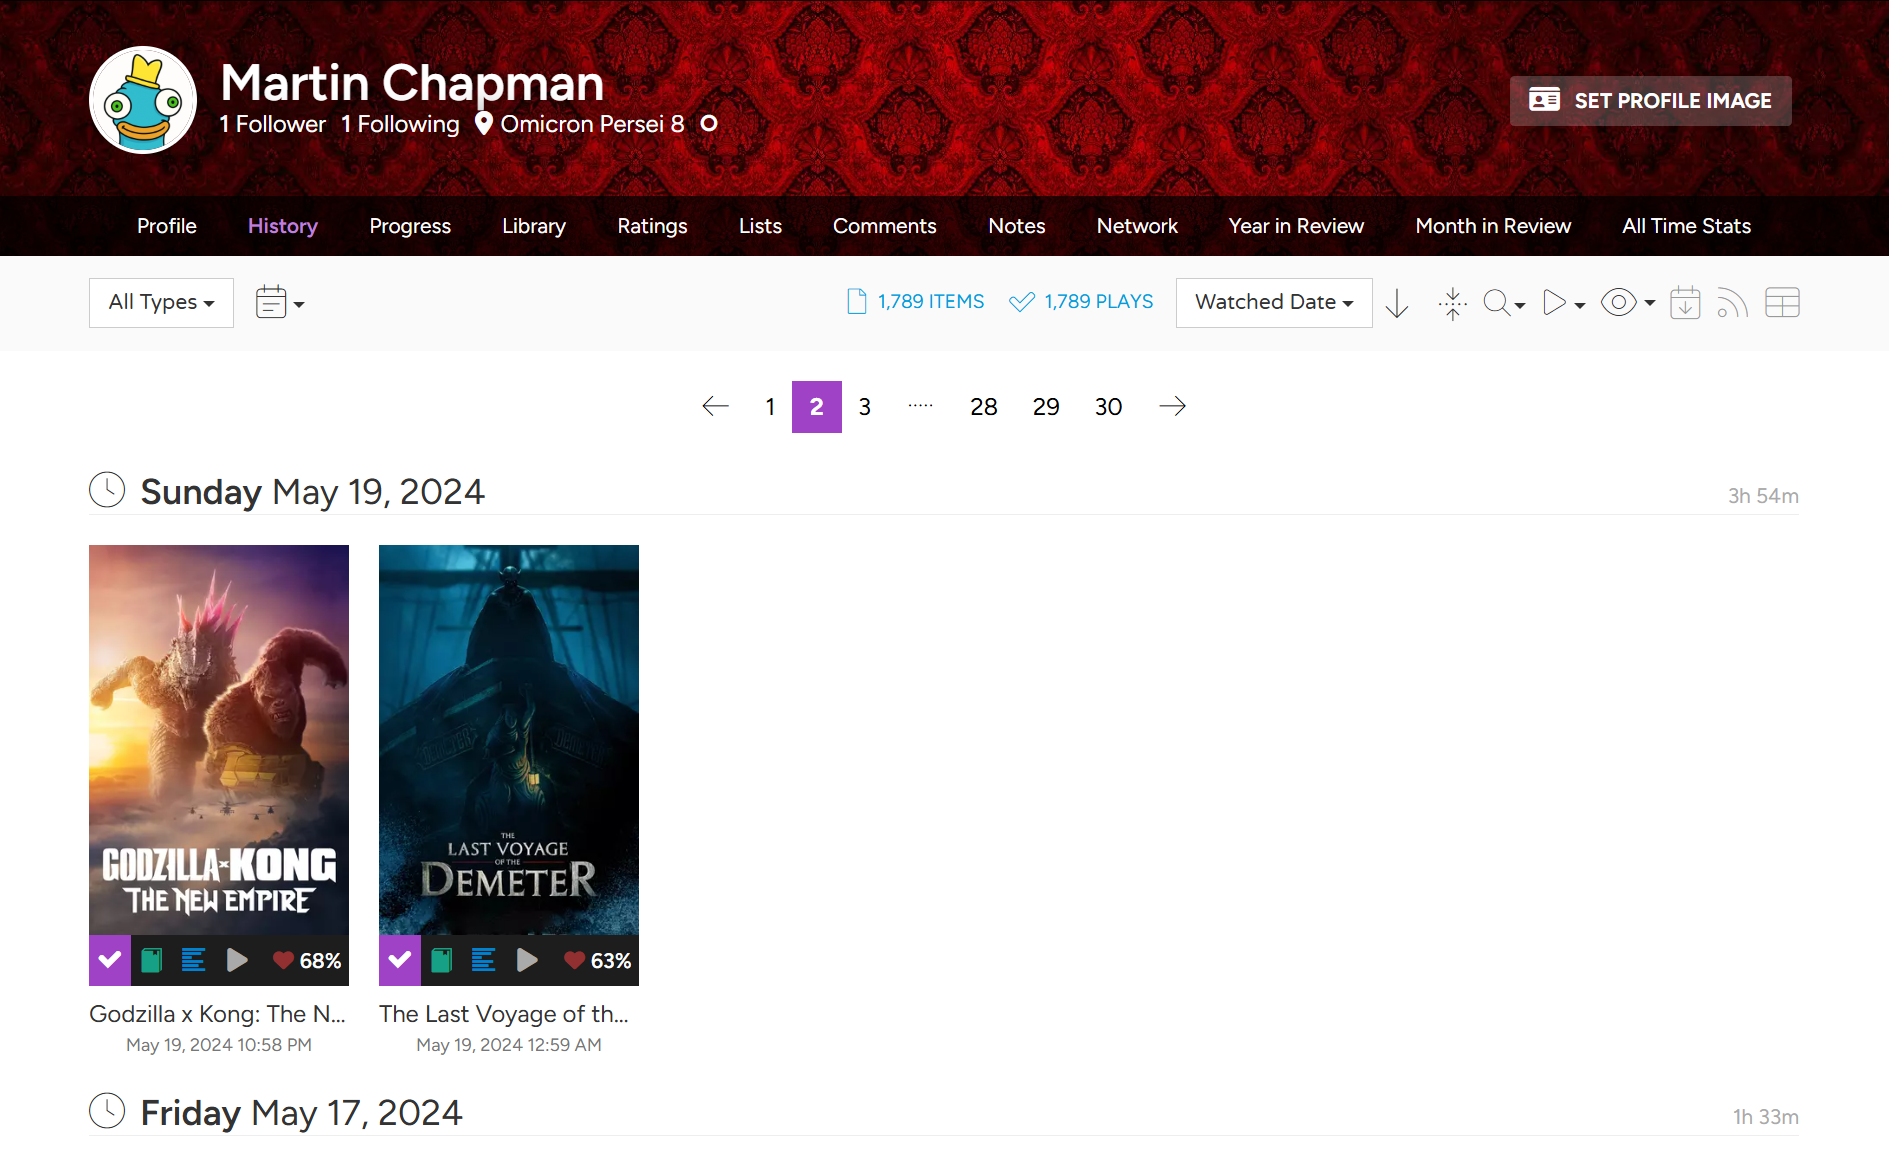 Martin Chapman
1 Follower 1 Following Omicron Persei 8
SET PROFILE IMAGE
Profile History Progress Library Ratings Lists Comments Notes Network Year in Review Month in Review All Time Stats
All Types 1,789 ITEMS 1,789 PLAYS Watched Date
1 2 3 ..... 28 29 30
Sunday May 19, 2024 3h 54m
GODZILLA x KONG
THE NEW EMPIRE
THE
LAST VOYAGE
OF THE
DEMETER
68% 63%
Godzilla x Kong: The N... The Last Voyage of th...
May 19, 2024 10:58 PM May 19, 2024 12:59 AM
Friday May 17, 2024 1h 33m